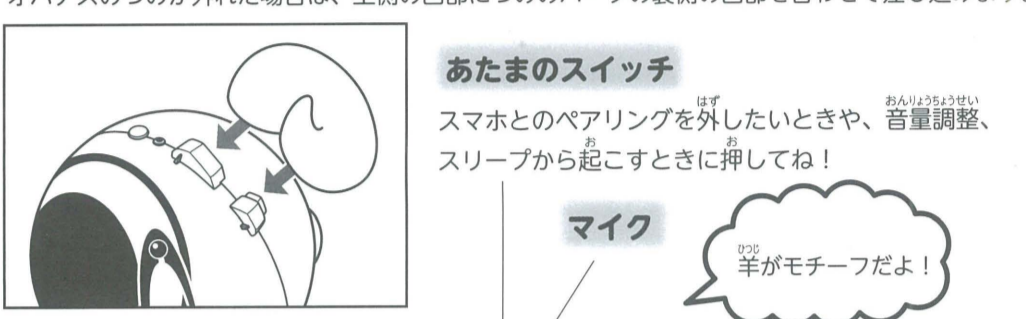 あたまのスイッチ
スマホとのペアリングを外したいときや、音量調整、
スリープから起こすときに押してね！
マイク
羊がモチーフだよ！